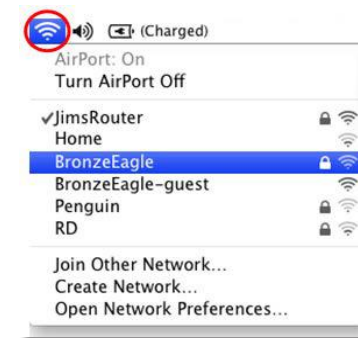 (Charged)
AirPort: On
Turn AirPort Off
✓JimsRouter
Home
BronzeEagle
BronzeEagle-guest
Penguin
RD
Join Other Network...
Create Network...
Open Network Preferences...